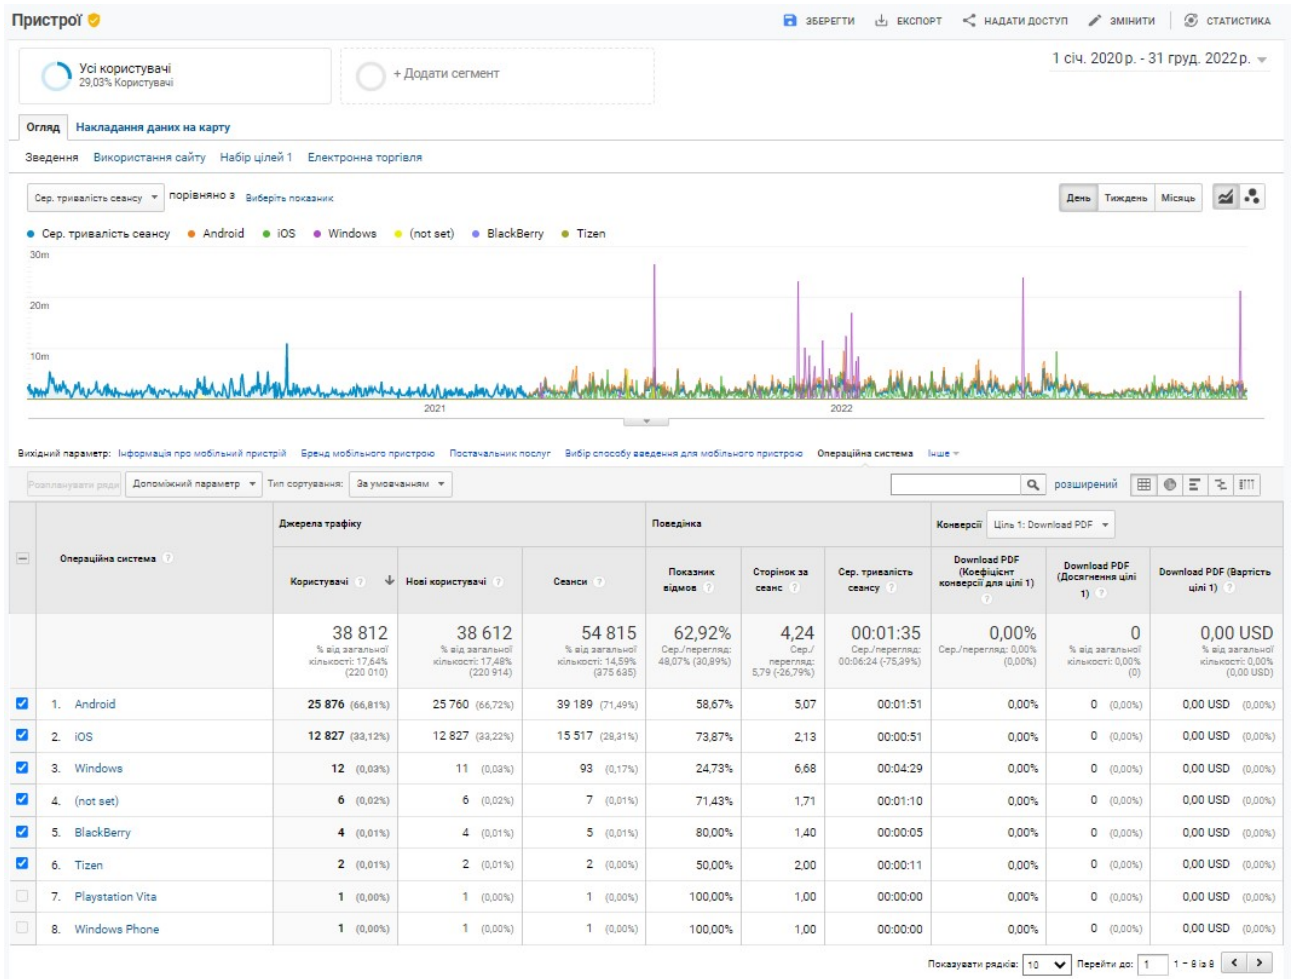 Пристрої
ЗБЕРЕГТИ ЕКСПОРТ НАДАТИ ДОСТУП ЗМІНИТИ СТАТИСТИКА
Усі користувачі
29,03% Користувачі
+ Додати сегмент
1 січ. 2020 р. - 31 груд. 2022 р.
Огляд Накладання даних на карту
Зведення Використання сайту Набір цілей 1 Електронна торгівля
Сер. тривалість сеансу порівняно з Виберіть показник
День Тиждень Місяць
Сер. тривалість сеансу Android iOS Windows (not set) BlackBerry Tizen
30m
20m
10m
2021 2022
Вихідний параметр: Інформація про мобільний пристрій Бренд мобільного пристрою Постачальник послуг Вибір способу введення для мобільного пристрою Операційна система Інше
Розпланувати ряди Допоміжний параметр Тип сортування: За умовчанням розширений
Джерела трафіку Поведінка Конверсії Ціль 1: Download PDF
Операційна система ? Користувачі ? Нові користувачі ? Сеанси ? Показник відмов ? Сторінок за сеанс ? Сер. тривалість сеансу ? Download PDF (Коефіцієнт конверсії для цілі 1) ? Download PDF (Досягнення цілі 1) ? Download PDF (Вартість цілі 1) ?
38 812 38 612 54 815 62,92% 4,24 00:01:35 0,00% 0 0,00 USD
% від загальної кількості: 17,64% (220 010) % від загальної кількості: 17,48% (220 914) % від загальної кількості: 14,59% (375 635) Сер./перегляд: 48,07% (30,89%) Сер./перегляд: 5,79 (-26,79%) Сер./перегляд: 00:06:24 (-75,39%) Сер./перегляд: 0,00% (0,00%) % від загальної кількості: 0,00% (0) % від загальної кількості: 0,00% (0,00 USD)
1. Android 25 876 (66,81%) 25 760 (66,72%) 39 189 (71,49%) 58,67% 5,07 00:01:51 0,00% 0 (0,00%) 0,00 USD (0,00%)
2. iOS 12 827 (33,12%) 12 827 (33,22%) 15 517 (28,31%) 73,87% 2,13 00:00:51 0,00% 0 (0,00%) 0,00 USD (0,00%)
3. Windows 12 (0,03%) 11 (0,03%) 93 (0,17%) 24,73% 6,68 00:04:29 0,00% 0 (0,00%) 0,00 USD (0,00%)
4. (not set) 6 (0,02%) 6 (0,02%) 7 (0,01%) 71,43% 1,71 00:01:10 0,00% 0 (0,00%) 0,00 USD (0,00%)
5. BlackBerry 4 (0,01%) 4 (0,01%) 5 (0,01%) 80,00% 1,40 00:00:05 0,00% 0 (0,00%) 0,00 USD (0,00%)
6. Tizen 2 (0,01%) 2 (0,01%) 2 (0,00%) 50,00% 2,00 00:00:11 0,00% 0 (0,00%) 0,00 USD (0,00%)
7. Playstation Vita 1 (0,00%) 1 (0,00%) 1 (0,00%) 100,00% 1,00 00:00:00 0,00% 0 (0,00%) 0,00 USD (0,00%)
8. Windows Phone 1 (0,00%) 1 (0,00%) 1 (0,00%) 100,00% 1,00 00:00:00 0,00% 0 (0,00%) 0,00 USD (0,00%)
Показувати рядків: 10 Перейти до: 1 1 – 8 із 8